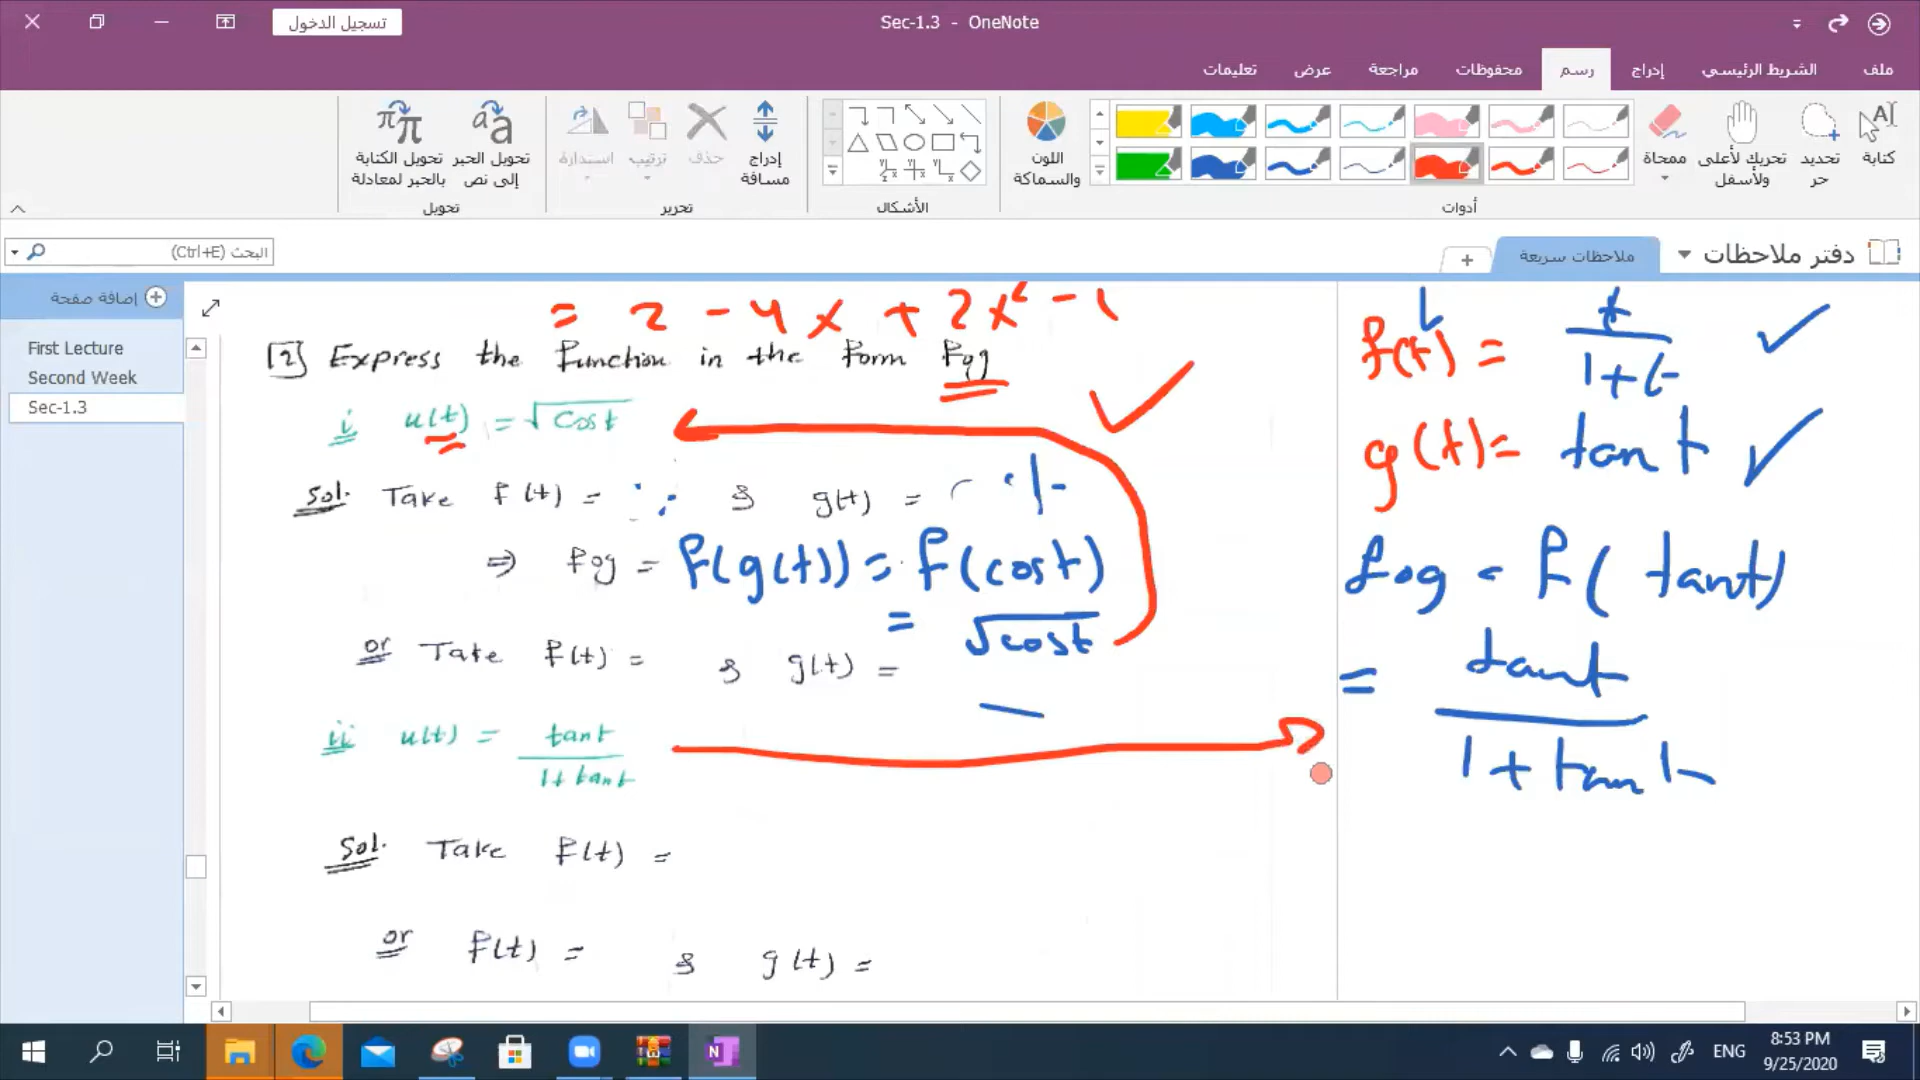 تسجيل الدخول
Sec-1.3 - OneNote
ملف
الشريط الرئيسي
إدراج
رسم
محفوظات
مراجعة
عرض
تعليمات
كتابة
تحديد حر
تحريك لأعلى ولأسفل
ممحاة
أدوات
اللون والسماكة
الأشكال
إدراج مسافة
حذف
ترتيب
استدارة
تحرير
تحويل الحبر إلى نص
تحويل الكتابة بالحبر لمعادلة
تحويل
دفتر ملاحظات
ملاحظات سريعة
البحث (Ctrl+E)
إضافة صفحة
First Lecture
Second Week
Sec-1.3
= 2 - 4x + 2x² - 1
[2] Express the Function in the form Fog
i u(t) = √cost
Sol. Take F(t) = & g(t) =
⇒ Fog = F(g(t)) = F(cost)
= √cost
or Take F(t) = & g(t) =
ii u(t) = tant / 1+tant
Sol. Take F(t) =
or F(t) = & g(t) =
f(t) = t / 1+t
g(t) = tant
fog = F(tant)
= tant / 1+tant
ENG
8:53 PM
9/25/2020